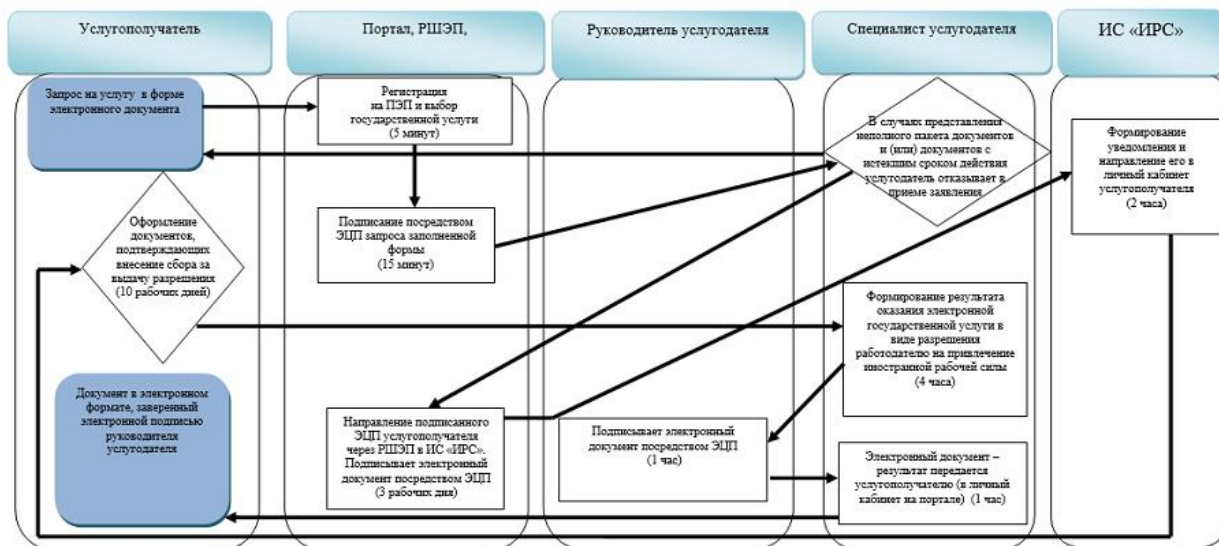 Услугополучатель
Портал, РШЭП,
Руководитель услугодателя
Специалист услугодателя
ИС «ИРС»
Запрос на услугу в форме
электронного документа
Регистрация
на ПЭП и выбор
государственной услуги
(5 минут)
В случаях представления
неполного пакета документов
и (или) документов с
истекшим сроком действия
услугодатель отказывает в
приеме заявления
Формирование
уведомления и
направление его в
личный кабинет
услугополучателя
(2 часа)
Оформление
документов,
подтверждающих
внесение сбора за
выдачу разрешения
(10 рабочих дней)
Подписание посредством
ЭЦП запроса заполненной
формы
(15 минут)
Формирование результата
оказания электронной
государственной услуги в
виде разрешения
работодателю на привлечение
иностранной рабочей силы
(4 часа)
Документ в электронном
формате, заверенный
электронной подписью
руководителя
услугодателя
Направление подписанного
ЭЦП услугополучателя
через РШЭП в ИС «ИРС».
Подписывает электронный
документ посредством ЭЦП
(3 рабочих дня)
Подписывает электронный
документ посредством ЭЦП
(1 час)
Электронный документ –
результат передается
услугополучателю (в личный
кабинет на портале) (1 час)